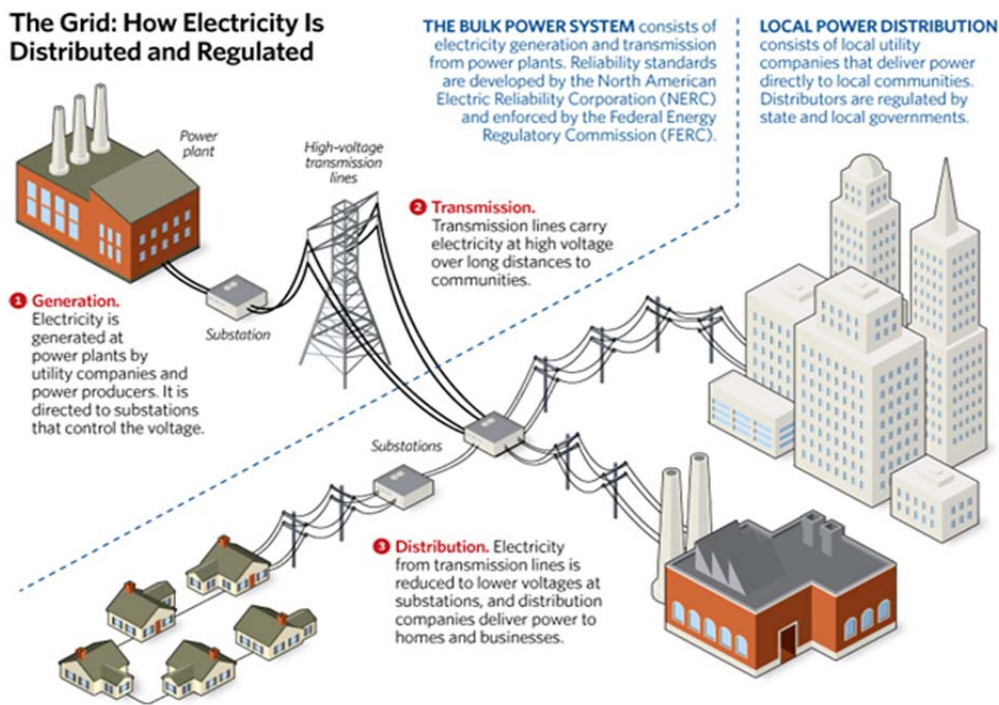 The Grid: How Electricity Is
Distributed and Regulated
THE BULK POWER SYSTEM consists of
electricity generation and transmission
from power plants. Reliability standards
are developed by the North American
Electric Reliability Corporation (NERC)
and enforced by the Federal Energy
Regulatory Commission (FERC).
LOCAL POWER DISTRIBUTION
consists of local utility
companies that deliver power
directly to local communities.
Distributors are regulated by
state and local governments.
Power
plant
High-voltage
transmission
lines
2 Transmission.
Transmission lines carry
electricity at high voltage
over long distances to
communities.
1 Generation.
Electricity is
generated at
power plants by
utility companies and
power producers. It is
directed to substations
that control the voltage.
Substation
Substations
3 Distribution. Electricity
from transmission lines is
reduced to lower voltages at
substations, and distribution
companies deliver power to
homes and businesses.